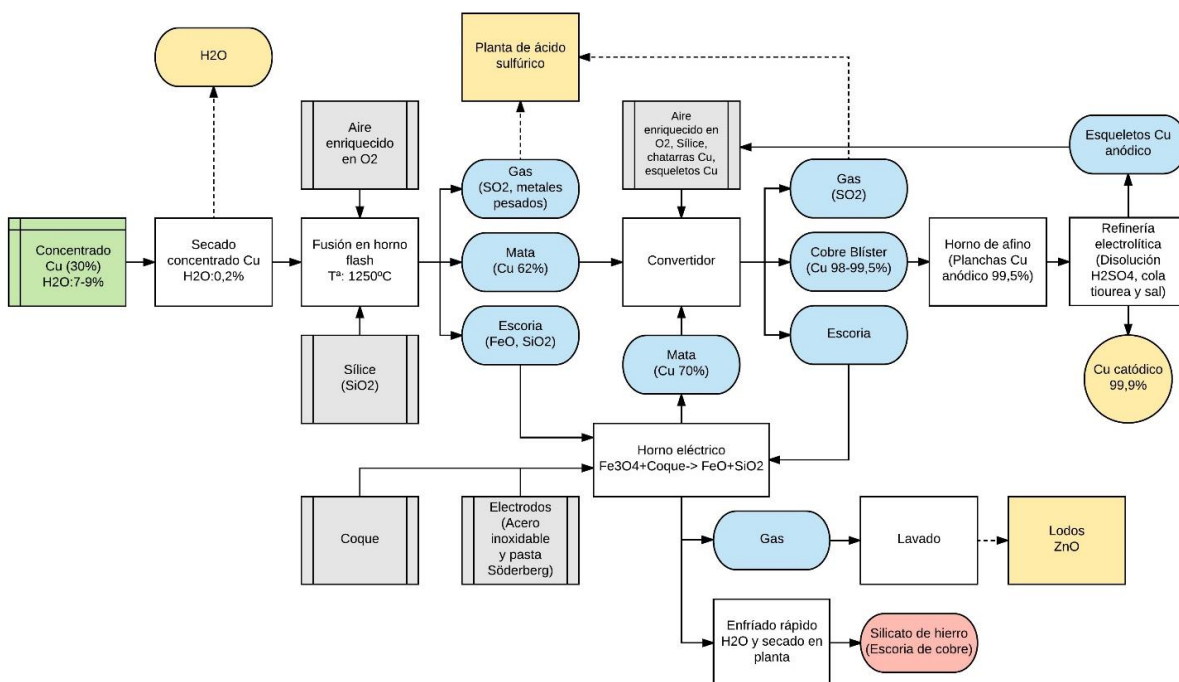 H2O
Planta de ácido
sulfúrico
Aire
enriquecido
en O2
Aire
enriquecido en
O2, Sílice,
chatarras Cu,
esqueletos Cu
Esqueletos Cu
anódico
Gas
(SO2, metales
pesados)
Gas
(SO2)
Concentrado
Cu (30%)
H2O:7-9%
Secado
concentrado Cu
H2O:0,2%
Fusión en horno
flash
Tª: 1250ºC
Mata
(Cu 62%)
Convertidor
Cobre Blíster
(Cu 98-99,5%)
Horno de afino
(Planchas Cu
anódico 99,5%)
Refinería
electrolítica
(Disolución
H2SO4, cola
tiourea y sal)
Escoria
(FeO, SiO2)
Escoria
Sílice
(SiO2)
Mata
(Cu 70%)
Cu catódico
99,9%
Horno eléctrico
Fe3O4+Coque-> FeO+SiO2
Coque
Electrodos
(Acero
inoxidable
y pasta
Söderberg)
Gas
Lavado
Lodos
ZnO
Enfríado rápìdo
H2O y secado en
planta
Silicato de hierro
(Escoria de cobre)